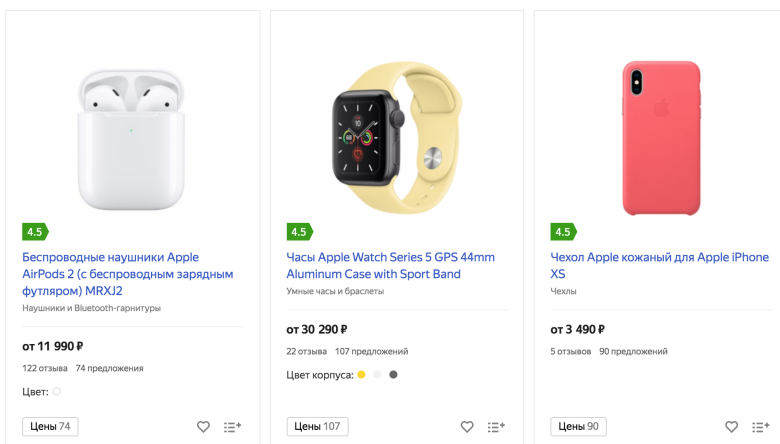 4.5
Беспроводные наушники Apple
AirPods 2 (с беспроводным зарядным
футляром) MRXJ2
Наушники и Bluetooth-гарнитуры
от 11 990 ₽
122 отзыва 74 предложения
Цвет:
Цены 74
10
68
4.5
Часы Apple Watch Series 5 GPS 44mm
Aluminum Case with Sport Band
Умные часы и браслеты
от 30 290 ₽
22 отзыва 107 предложений
Цвет корпуса:
Цены 107
4.5
Чехол Apple кожаный для Apple iPhone
XS
Чехлы
от 3 490 ₽
5 отзывов 90 предложений
Цены 90